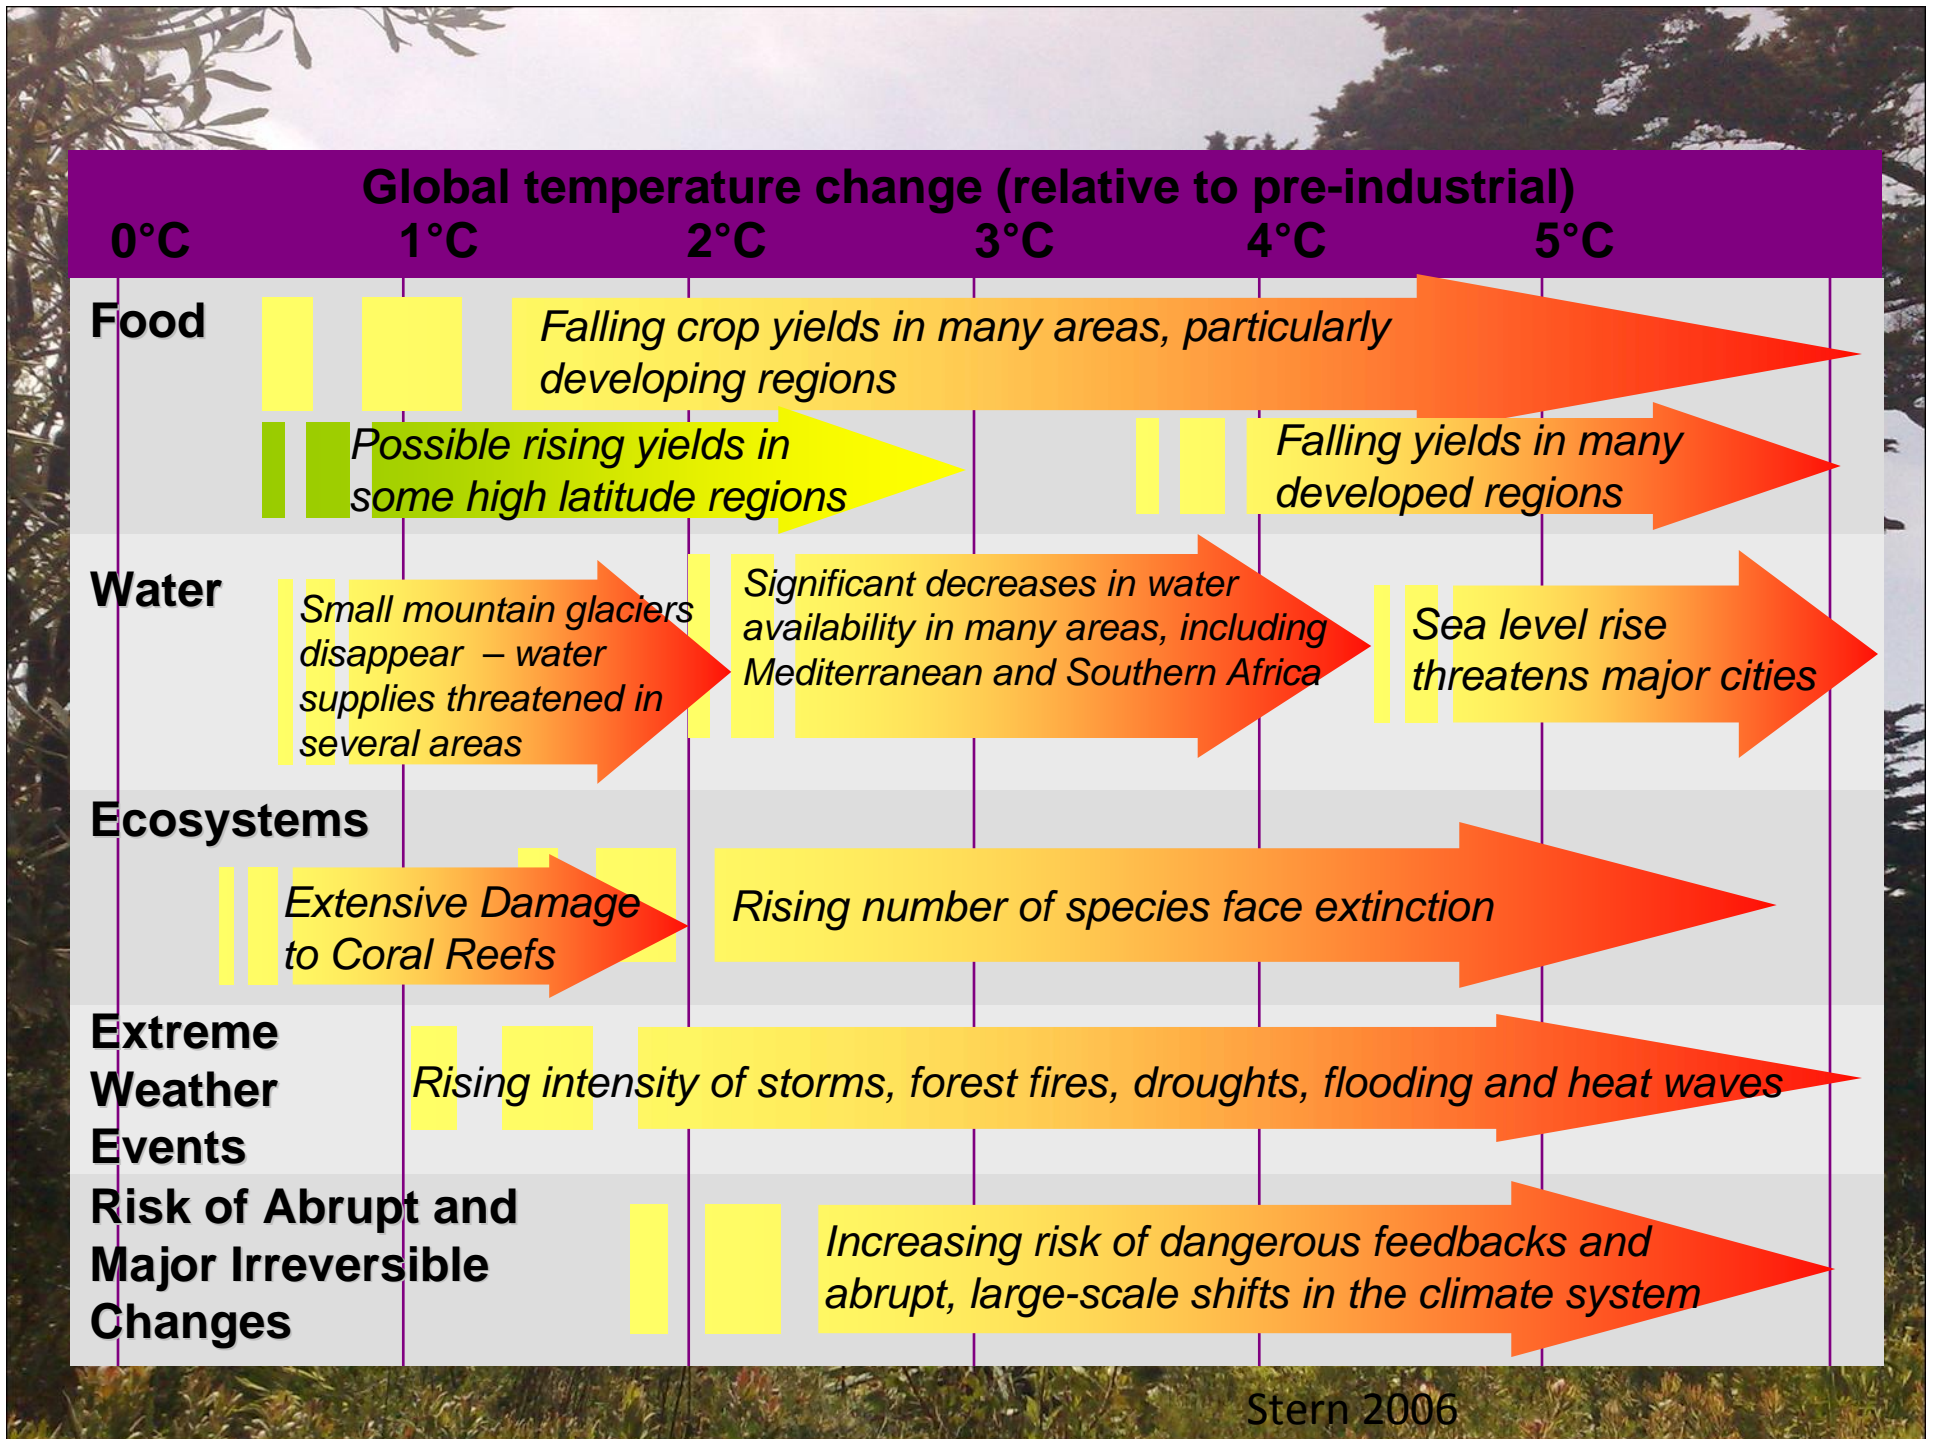 Global temperature change (relative to pre-industrial)
0°C 1°C 2°C 3°C 4°C 5°C
Food
Falling crop yields in many areas, particularly
developing regions
Possible rising yields in
some high latitude regions
Falling yields in many
developed regions
Water
Small mountain glaciers
disappear – water
supplies threatened in
several areas
Significant decreases in water
availability in many areas, including
Mediterranean and Southern Africa
Sea level rise
threatens major cities
Ecosystems
Extensive Damage
to Coral Reefs
Rising number of species face extinction
Extreme
Weather
Events
Rising intensity of storms, forest fires, droughts, flooding and heat waves
Risk of Abrupt and
Major Irreversible
Changes
Increasing risk of dangerous feedbacks and
abrupt, large-scale shifts in the climate system
Stern 2006